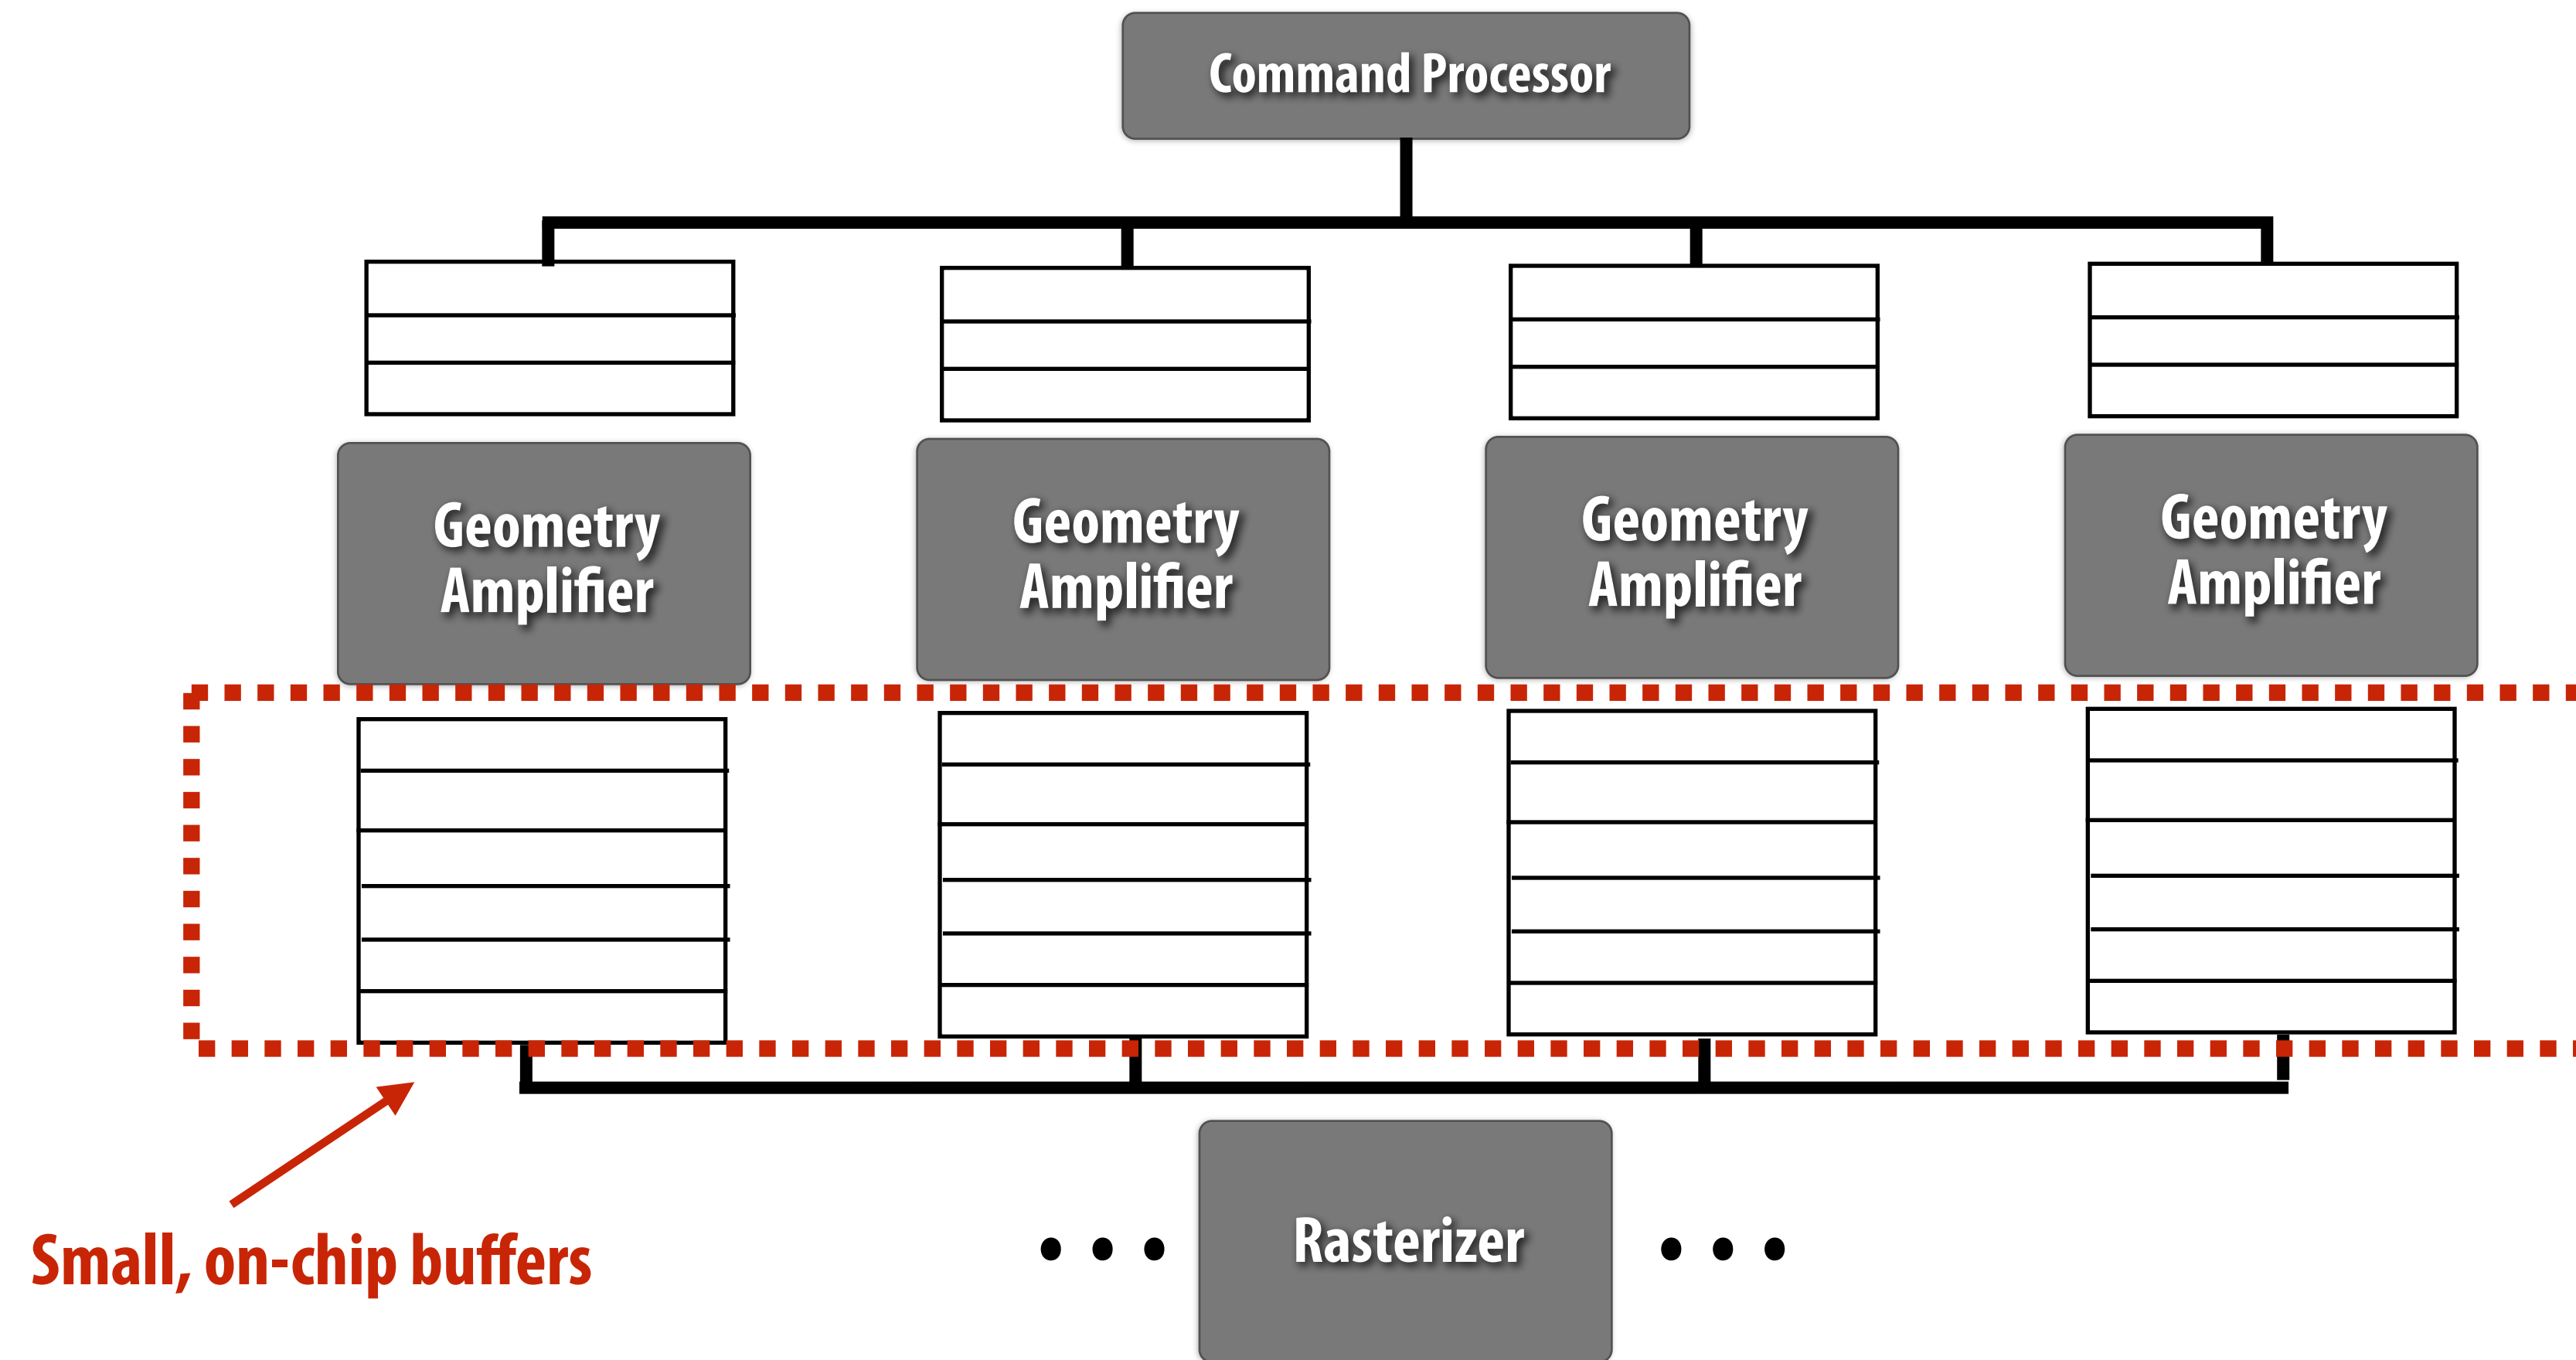 Command Processor
Geometry
Amplifier
Geometry
Amplifier
Geometry
Amplifier
Geometry
Amplifier
Small, on-chip buffers
• • •
Rasterizer
• • •